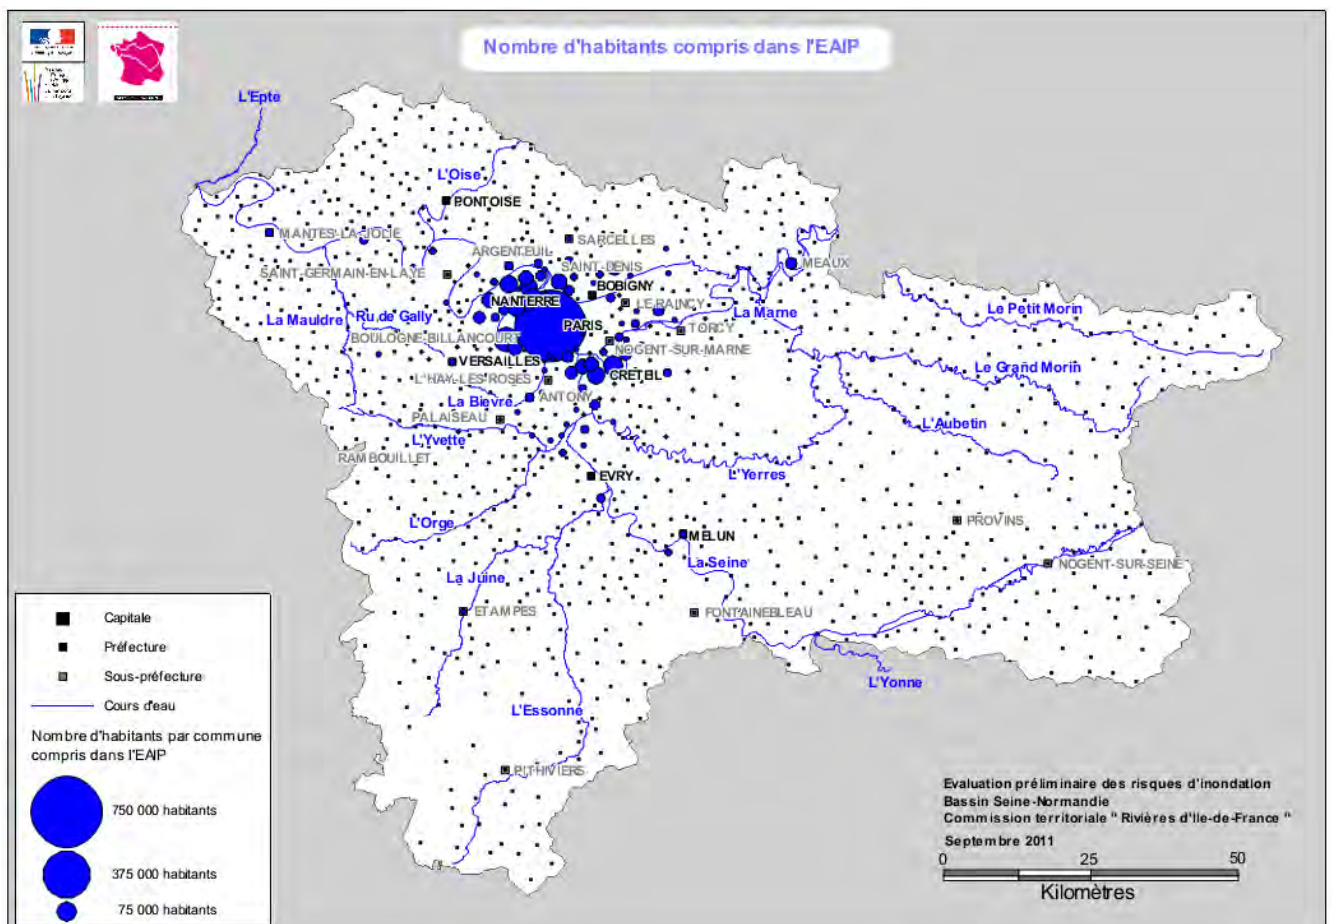 Nombre d'habitants compris dans l'EAIP
L'Epte
L'Oise
PONTOISE
MANTES-LA-JOLIE
SARCELLES
ARGENTEUIL
SAINT-DENIS
SAINT-GERMAIN-EN-LAYE
MEAUX
BOBIGNY
NANTERRE
LE RAINCY
La Marne
Le Petit Morin
La Mauldre
Ru de Gally
PARIS
TORCY
BOULOGNE-BILLANCOURT
NOGENT-SUR-MARNE
VERSAILLES
Le Grand Morin
L'HAY-LES-ROSES
CRETEIL
La Bievre
ANTONY
PALAISEAU
L'Aubetin
L'Yvette
RAMBOUILLET
L'Yerres
EVRY
L'Orge
PROVINS
MELUN
La Seine
NOGENT-SUR-SEINE
La Juine
ETAMPES
FONTAINEBLEAU
L'Yonne
L'Essonne
PITHIVIERS
Capitale
Préfecture
Sous-préfecture
Cours d'eau
Nombre d'habitants par commune
compris dans l'EAIP
750 000 habitants
375 000 habitants
75 000 habitants
Evaluation préliminaire des risques d'inondation
Bassin Seine-Normandie
Commission territoriale " Rivières d'Ile-de-France "
Septembre 2011
0 25 50
Kilomètres